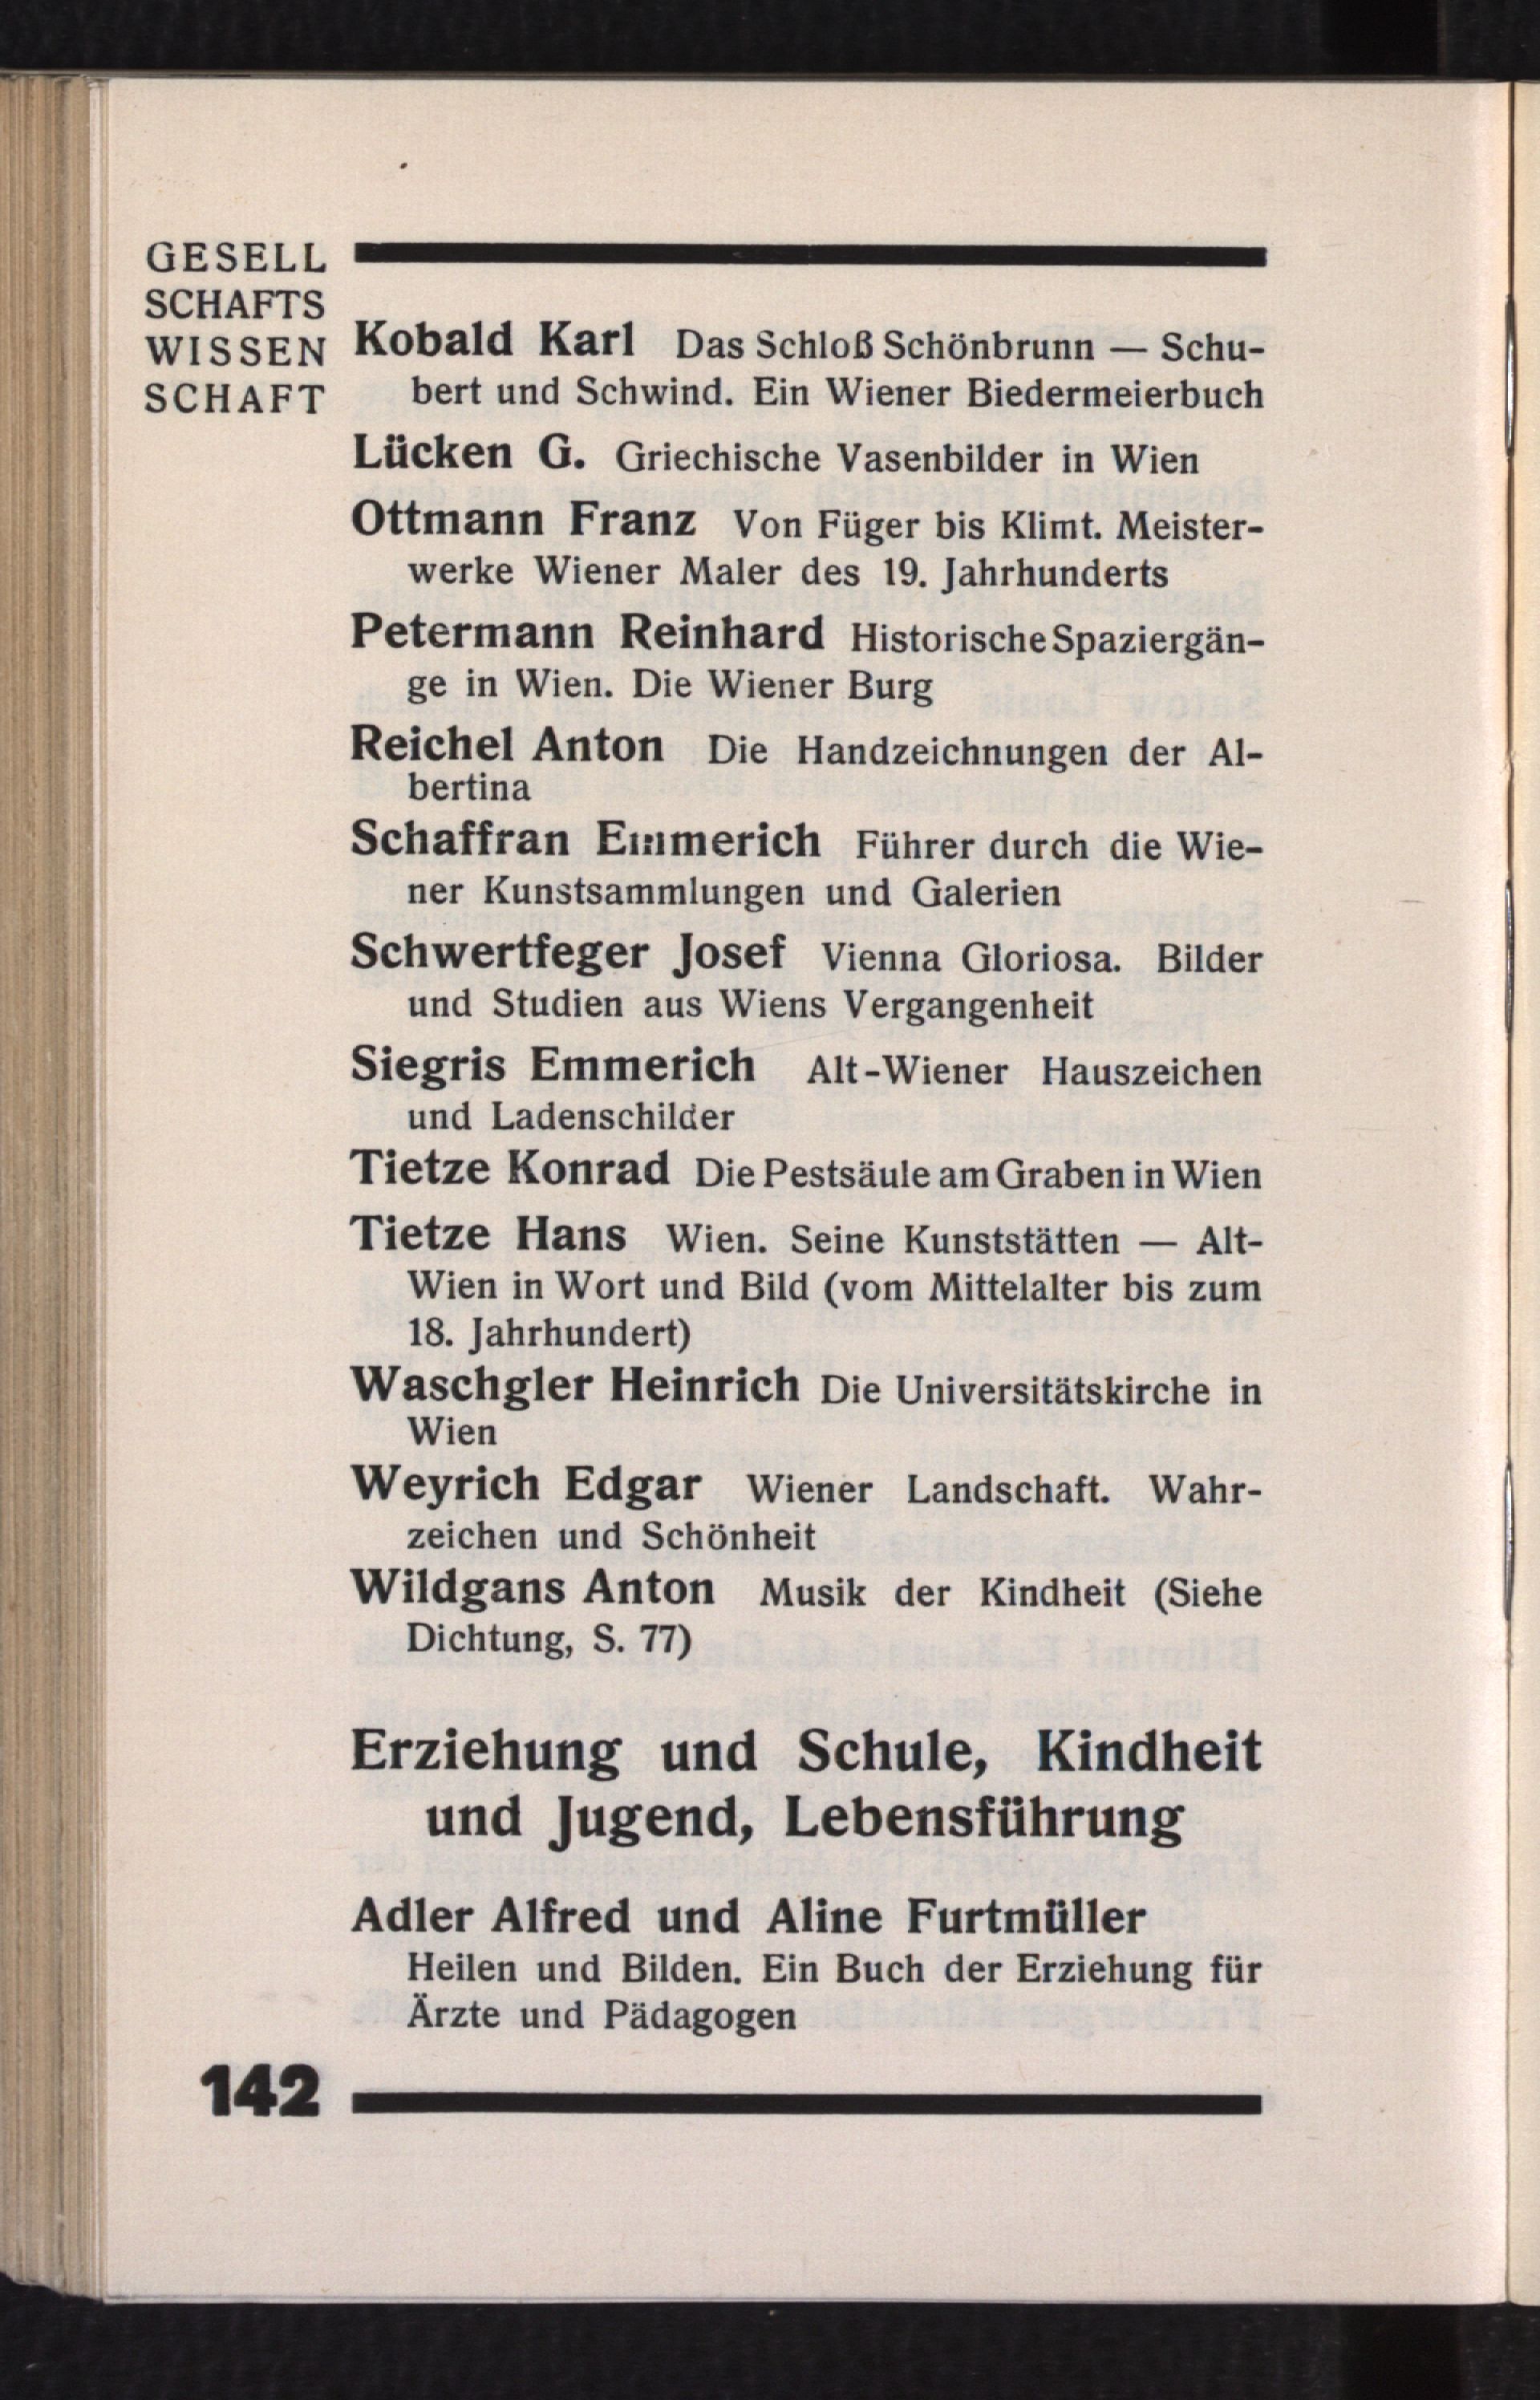 GESELL
SCHAFTS
WISSEN
SCHAFT
Kobald Karl Das Schloß Schönbrunn — Schu-
bert und Schwind. Ein Wiener Biedermeierbuch
Lücken G. Griechische Vasenbilder in Wien
Ottmann Franz Von Füger bis Klimt. Meister-
werke Wiener Maler des 19. Jahrhunderts
Petermann Reinhard Historische Spaziergän-
ge in Wien. Die Wiener Burg
Reichel Anton Die Handzeichnungen der Al-
bertina
Schaffran Emmerich Führer durch die Wie-
ner Kunstsammlungen und Galerien
Schwertfeger Josef Vienna Gloriosa. Bilder
und Studien aus Wiens Vergangenheit
Siegris Emmerich Alt-Wiener Hauszeichen
und Ladenschilder
Tietze Konrad Die Pestsäule am Graben in Wien
Tietze Hans Wien. Seine Kunststätten — Alt-
Wien in Wort und Bild (vom Mittelalter bis zum
18. Jahrhundert)
Waschgler Heinrich Die Universitätskirche in
Wien
Weyrich Edgar Wiener Landschaft. Wahr-
zeichen und Schönheit
Wildgans Anton Musik der Kindheit (Siehe
Dichtung, S. 77)
Erziehung und Schule, Kindheit
und Jugend, Lebensführung
Adler Alfred und Aline Furtmüller
Heilen und Bilden. Ein Buch der Erziehung für
Ärzte und Pädagogen
142